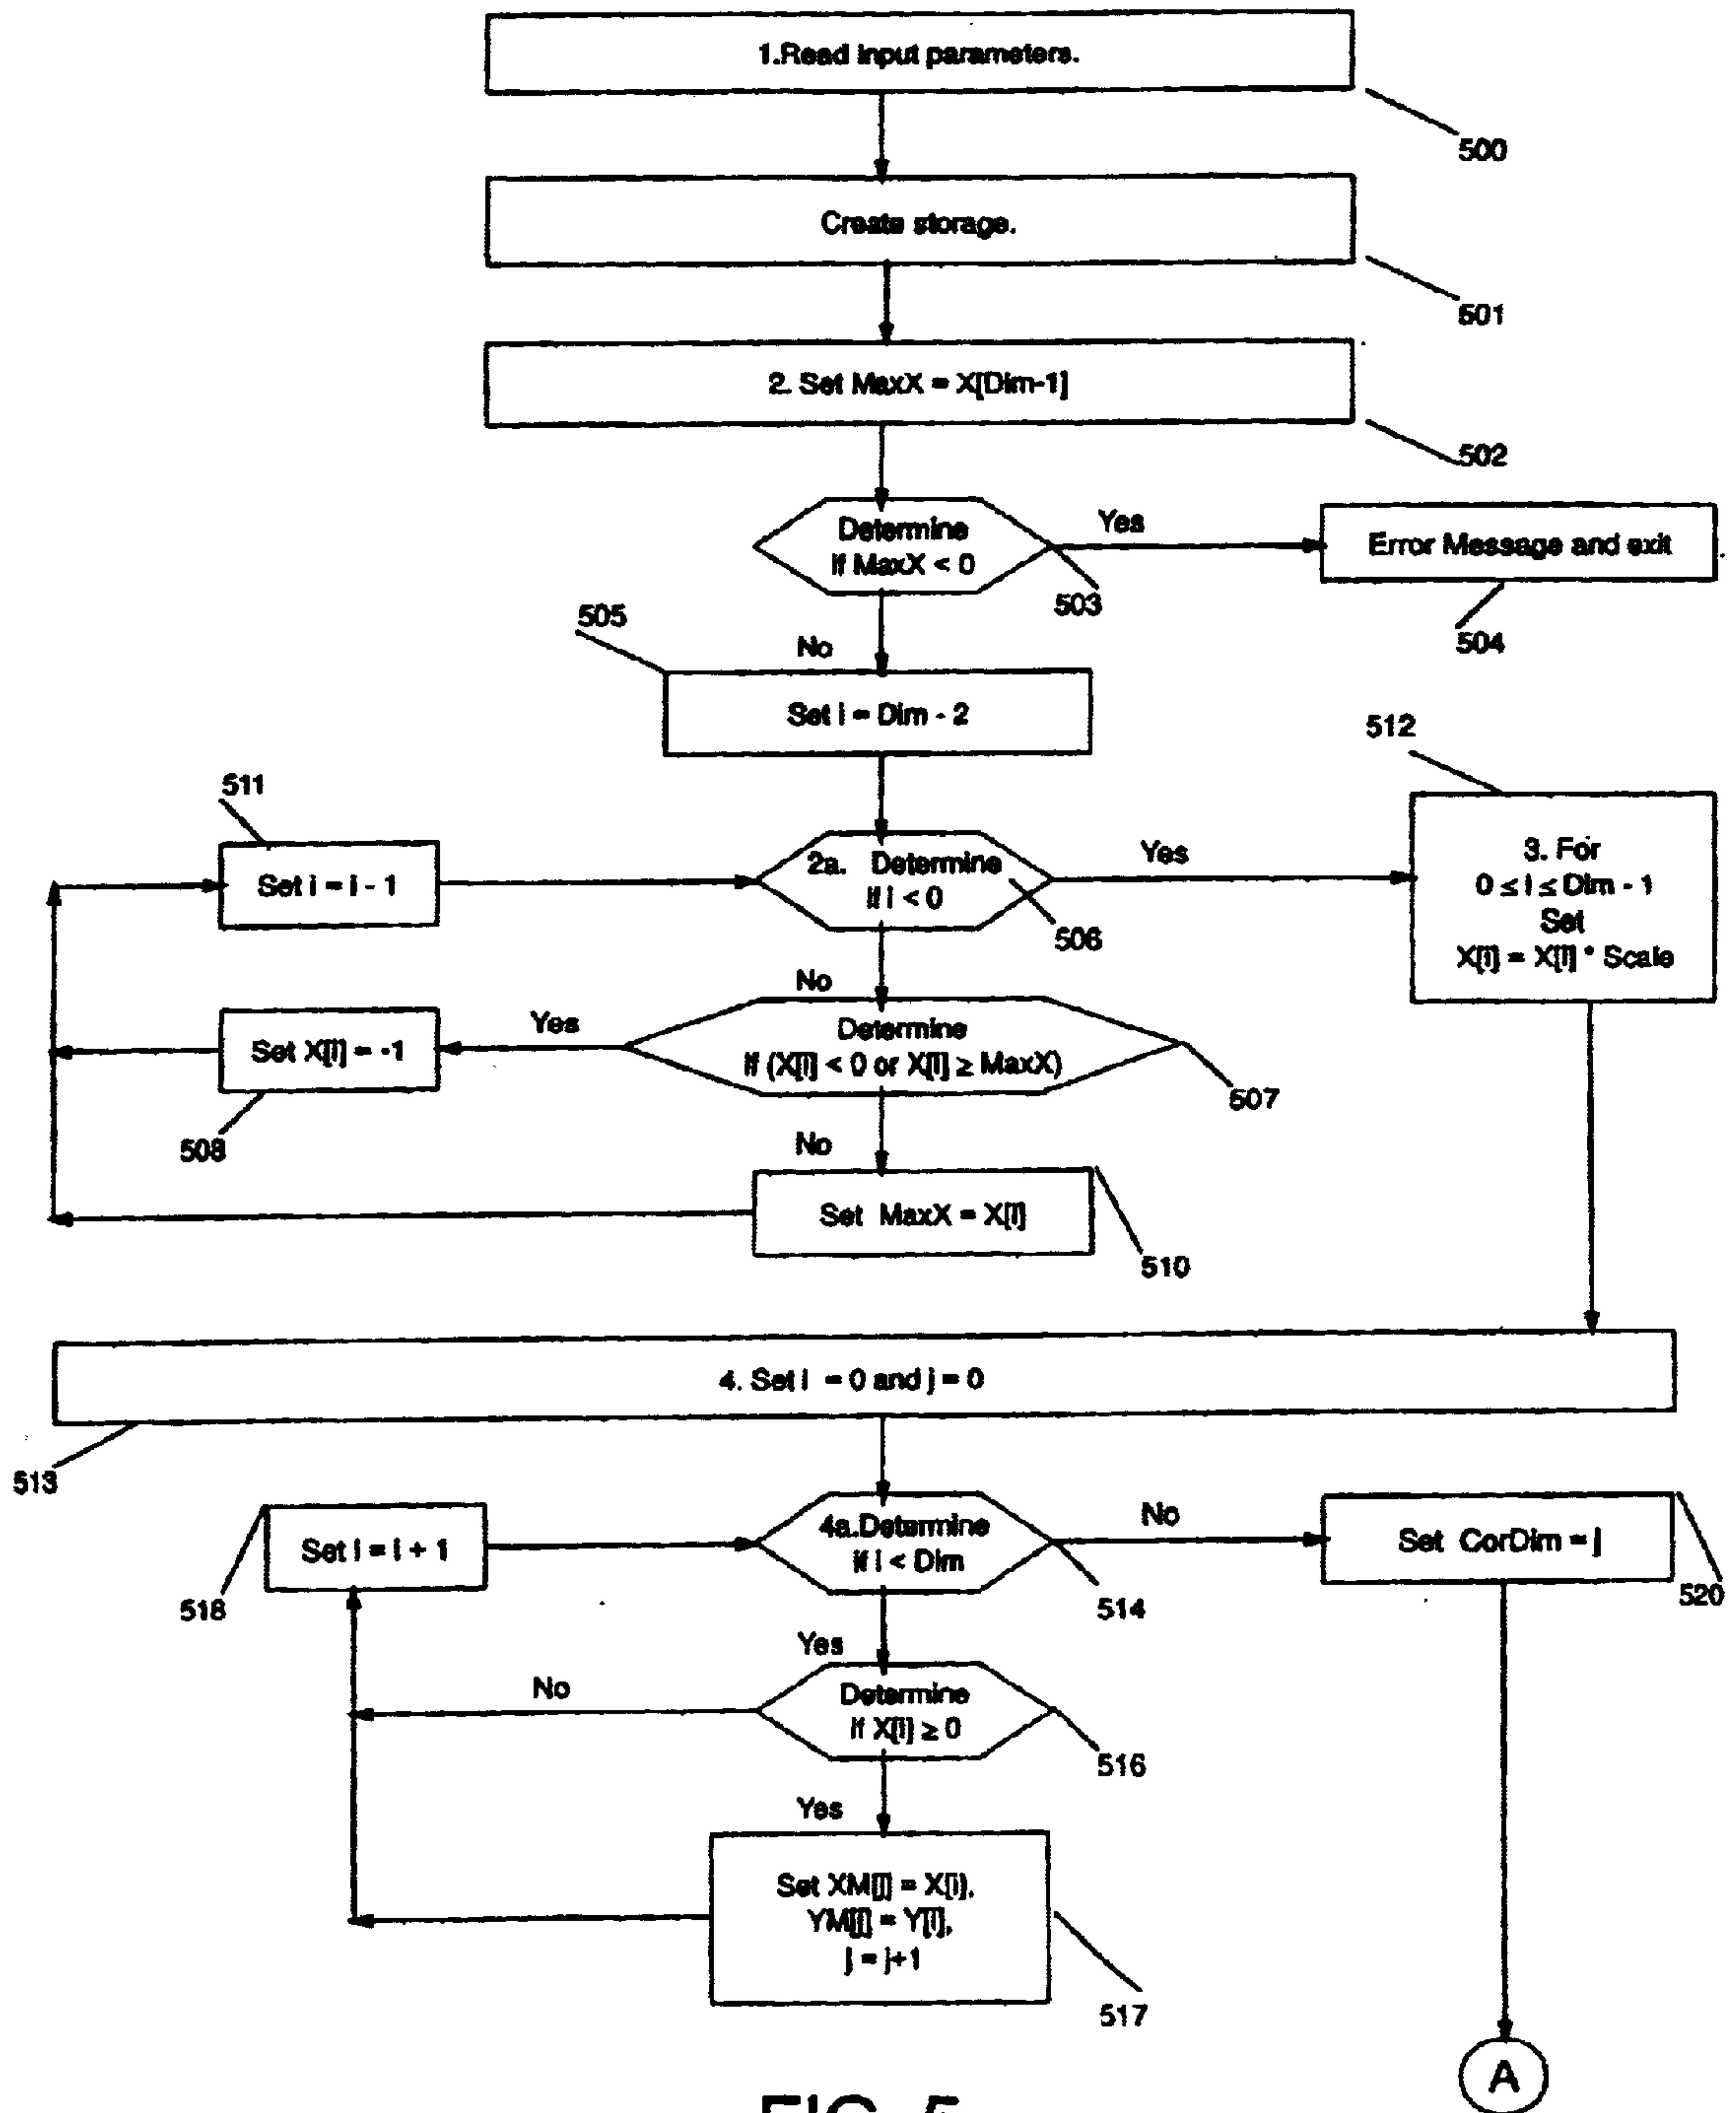 1.Read input parameters.
500
Create storage.
501
2. Set MaxX = X[Dim-1]
502
Determine
if MaxX < 0
Yes
Error Message and exit
503
504
505
No
Set i = Dim - 2
512
511
Set i = i - 1
2a. Determine
if i < 0
Yes
506
3. For
0 ≤ i ≤ Dim - 1
Set
X[i] = X[i] * Scale
No
Set X[i] = -1
Yes
Determine
if (X[i] < 0 or X[i] ≥ MaxX)
507
508
No
Set MaxX = X[i]
510
4. Set i = 0 and j = 0
513
Set i = i + 1
4a.Determine
if i < Dim
No
Set CorDim = j
518
514
520
Yes
No
Determine
if X[i] ≥ 0
516
Yes
Set XM[j] = X[i],
YM[j] = Y[i],
j = j+1
517
A
FIG. 5